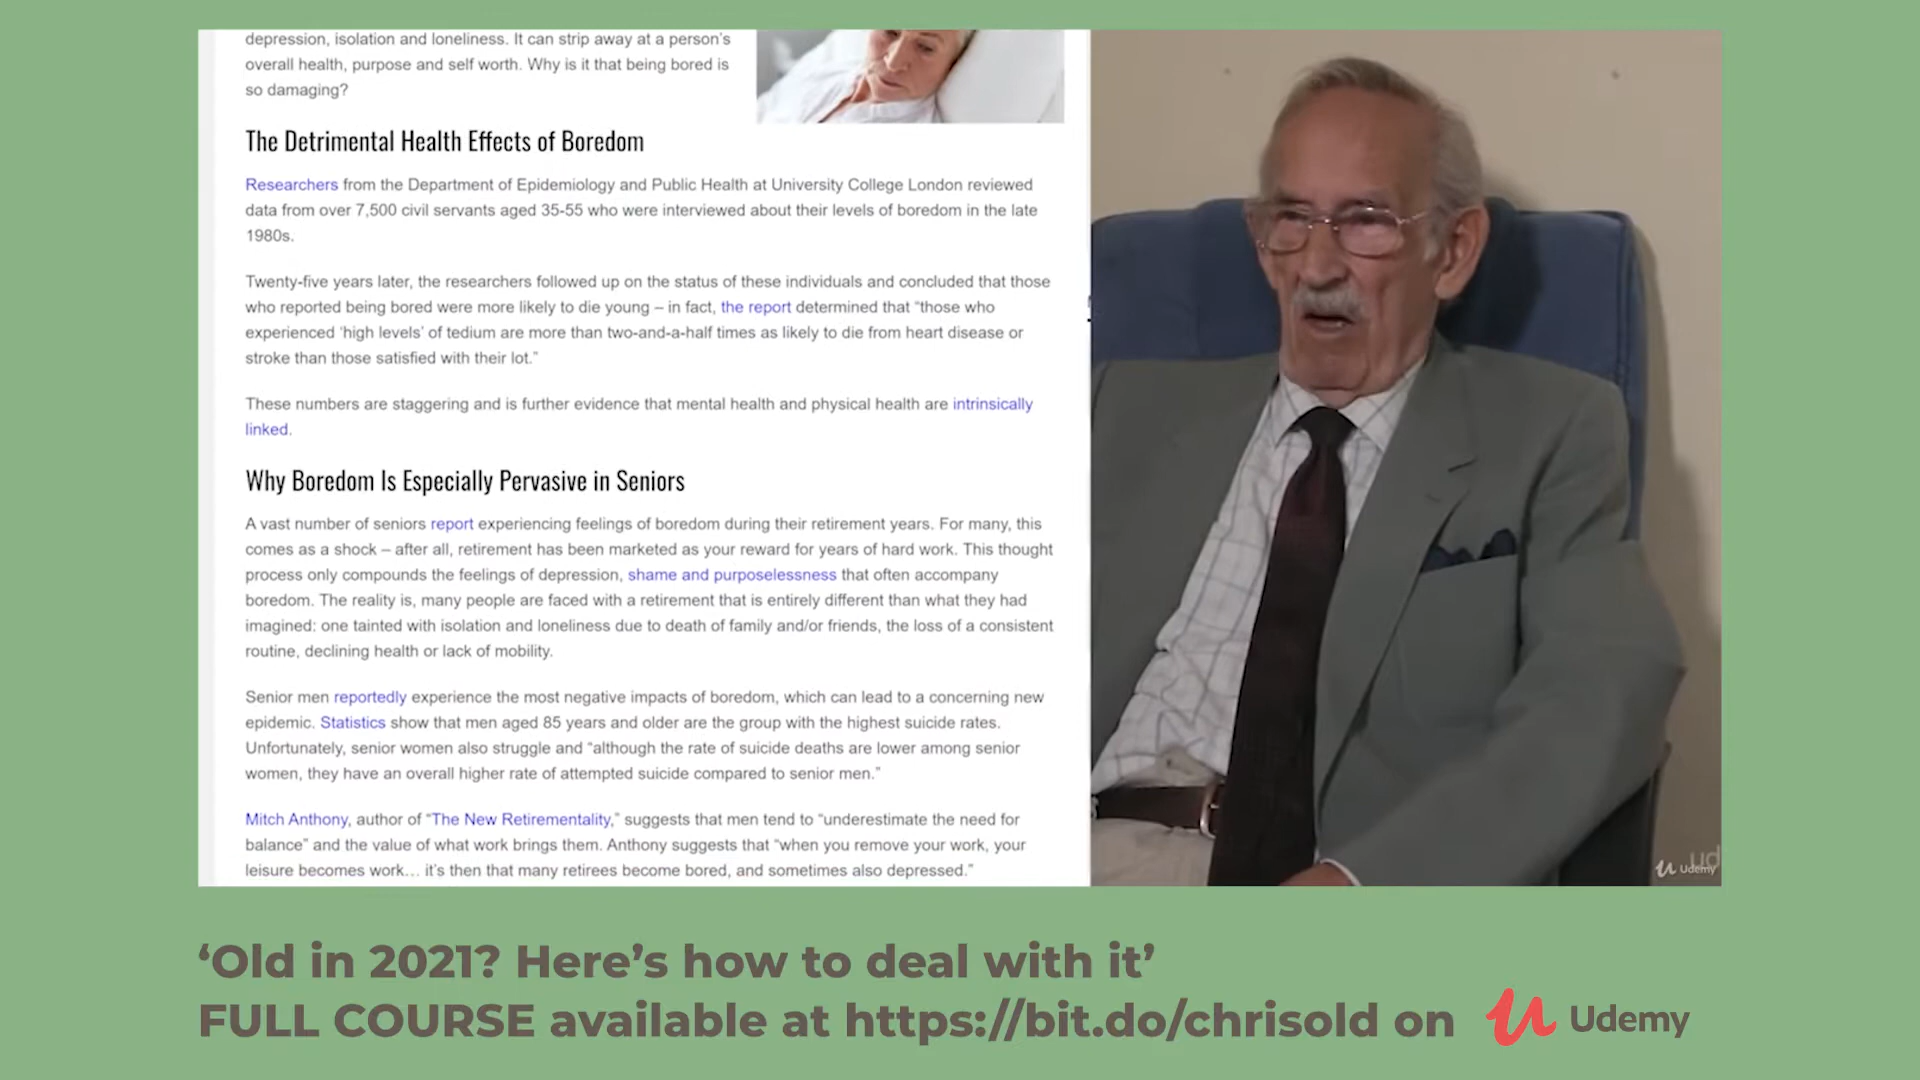 depression, isolation and loneliness. It can strip away at a person's
overall health, purpose and self worth. Why is it that being bored is
so damaging?
The Detrimental Health Effects of Boredom
Researchers from the Department of Epidemiology and Public Health at University College London reviewed
data from over 7,500 civil servants aged 35-55 who were interviewed about their levels of boredom in the late
1980s.
Twenty-five years later, the researchers followed up on the status of these individuals and concluded that those
who reported being bored were more likely to die young – in fact, the report determined that “those who
experienced ‘high levels’ of tedium are more than two-and-a-half times as likely to die from heart disease or
stroke than those satisfied with their lot.”
These numbers are staggering and is further evidence that mental health and physical health are intrinsically
linked.
Why Boredom Is Especially Pervasive in Seniors
A vast number of seniors report experiencing feelings of boredom during their retirement years. For many, this
comes as a shock – after all, retirement has been marketed as your reward for years of hard work. This thought
process only compounds the feelings of depression, shame and purposelessness that often accompany
boredom. The reality is, many people are faced with a retirement that is entirely different than what they had
imagined: one tainted with isolation and loneliness due to death of family and/or friends, the loss of a consistent
routine, declining health or lack of mobility.
Senior men reportedly experience the most negative impacts of boredom, which can lead to a concerning new
epidemic. Statistics show that men aged 85 years and older are the group with the highest suicide rates.
Unfortunately, senior women also struggle and “although the rate of suicide deaths are lower among senior
women, they have an overall higher rate of attempted suicide compared to senior men.”
Mitch Anthony, author of “The New Retirementality,” suggests that men tend to “underestimate the need for
balance” and the value of what work brings them. Anthony suggests that “when you remove your work, your
leisure becomes work… it’s then that many retirees become bored, and sometimes also depressed.”
ud
Udemy
‘Old in 2021? Here’s how to deal with it’
FULL COURSE available at https://bit.do/chrisold on Udemy